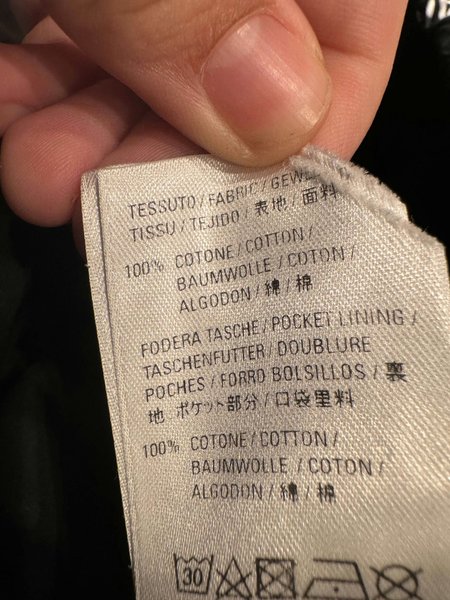 TESSUTO / FABRIC / GEWE
TISSU / TEJIDO / 表地 / 面料
100% COTONE / COTTON /
BAUMWOLLE / COTON /
ALGODON / 綿 / 棉
FODERA TASCHE / POCKET LINING /
TASCHENFUTTER / DOUBLURE
POCHES / FORRO BOLSILLOS / 裏
地 ポケット部分 / 口袋里料
100% COTONE / COTTON /
BAUMWOLLE / COTON /
ALGODON / 綿 / 棉
30